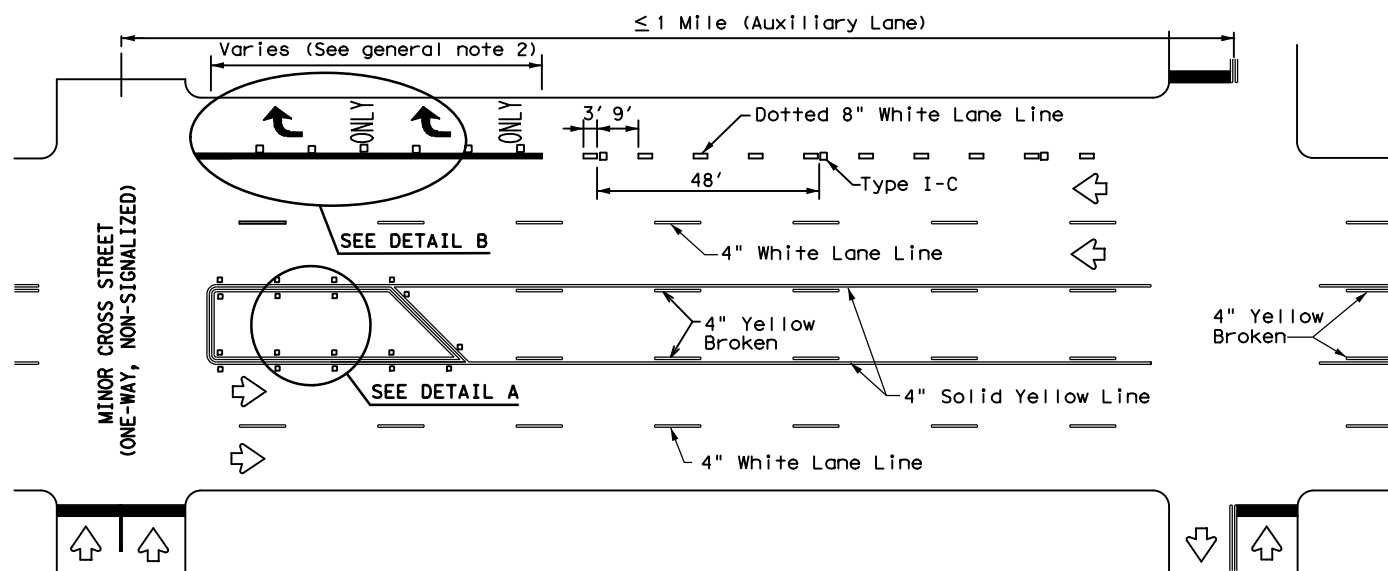 ≤ 1 Mile (Auxiliary Lane)
Varies (See general note 2)
ONLY
ONLY
3' 9'
Dotted 8" White Lane Line
48'
Type I-C
SEE DETAIL B
4" White Lane Line
MINOR CROSS STREET
(ONE-WAY, NON-SIGNALIZED)
4" Yellow
Broken
4" Yellow
Broken
SEE DETAIL A
4" Solid Yellow Line
4" White Lane Line